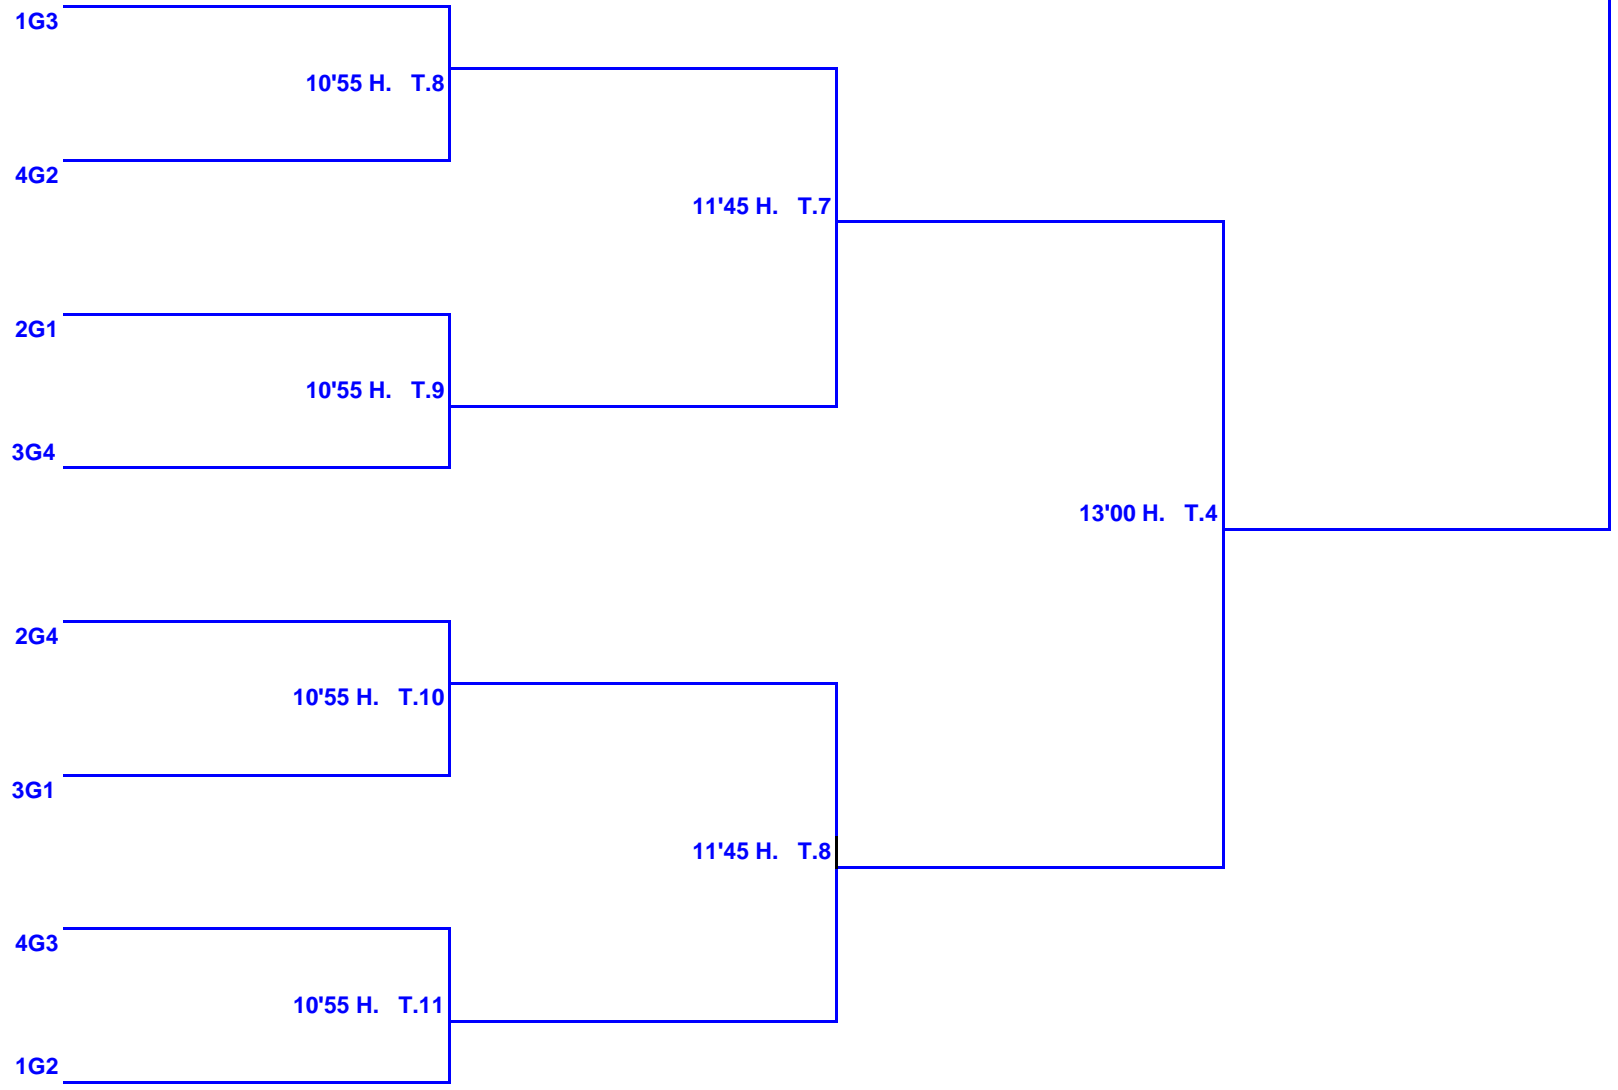 1G3
10'55 H. T.8
4G2
11'45 H. T.7
2G1
10'55 H. T.9
3G4
13'00 H. T.4
2G4
10'55 H. T.10
3G1
11'45 H. T.8
4G3
10'55 H. T.11
1G2